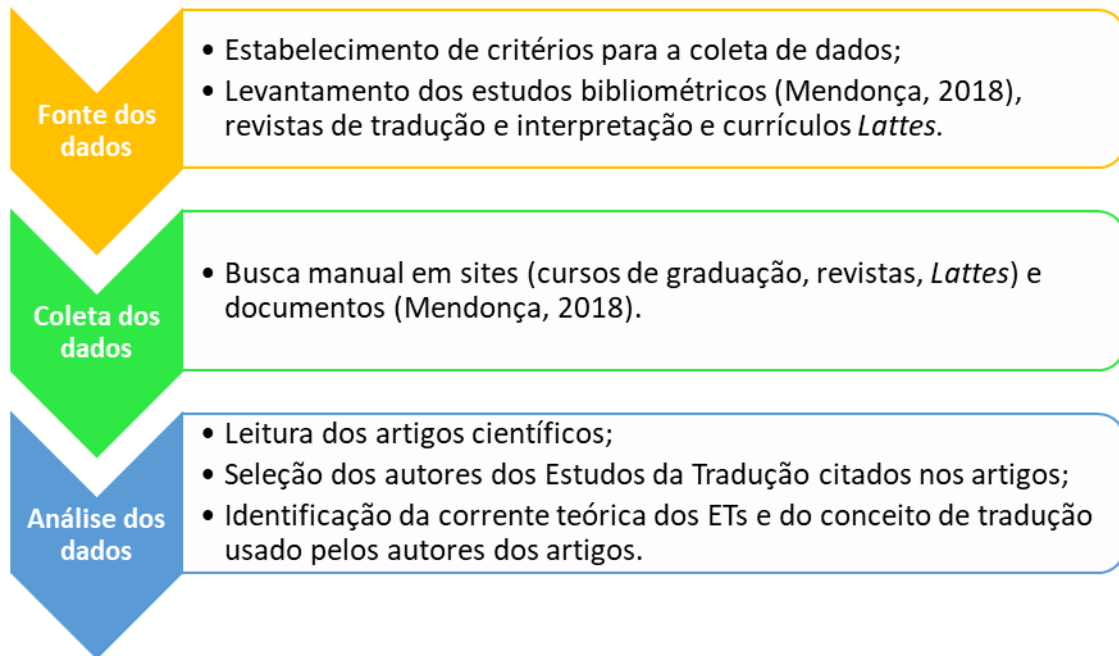 Fonte dos
dados
• Estabelecimento de critérios para a coleta de dados;
• Levantamento dos estudos bibliométricos (Mendonça, 2018),
revistas de tradução e interpretação e currículos Lattes.
Coleta dos
dados
• Busca manual em sites (cursos de graduação, revistas, Lattes) e
documentos (Mendonça, 2018).
Análise dos
dados
• Leitura dos artigos científicos;
• Seleção dos autores dos Estudos da Tradução citados nos artigos;
• Identificação da corrente teórica dos ETs e do conceito de tradução
usado pelos autores dos artigos.